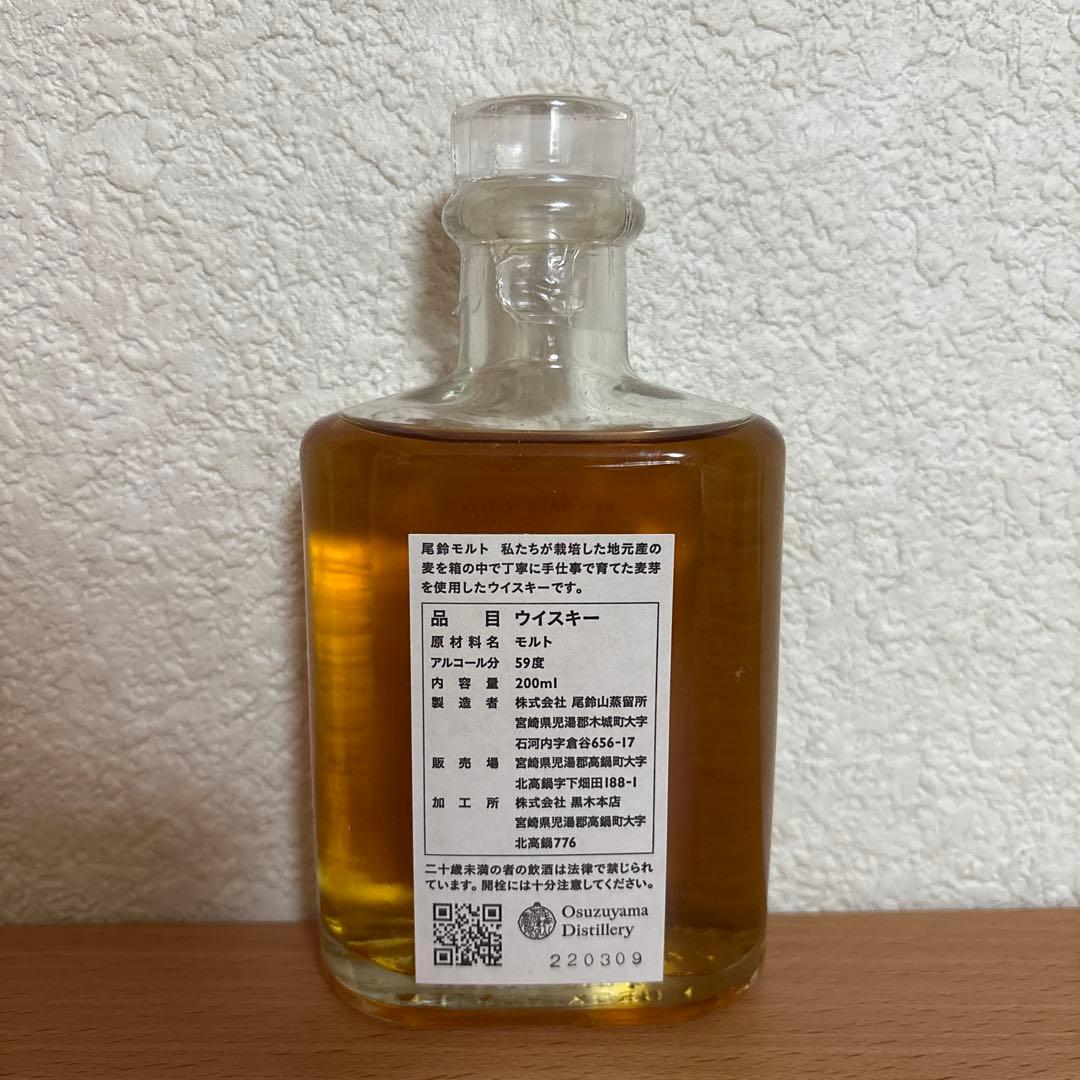 尾鈴モルト 私たちが栽培した地元産の
麦を箱の中で丁寧に手仕事で育てた麦芽
を使用したウイスキーです。
品目 ウイスキー
原材料名 モルト
アルコール分 59度
内容量 200ml
製造者 株式会社 尾鈴山蒸留所
宮崎県児湯郡木城町大字
石河内字倉谷656-17
販売場 宮崎県児湯郡高鍋町大字
北高鍋字下畑田188-1
加工所 株式会社 黒木本店
宮崎県児湯郡高鍋町大字
北高鍋776
二十歳未満の者の飲酒は法律で禁じられ
ています。開栓には十分注意してください。
Osuzuyama
Distillery
220309